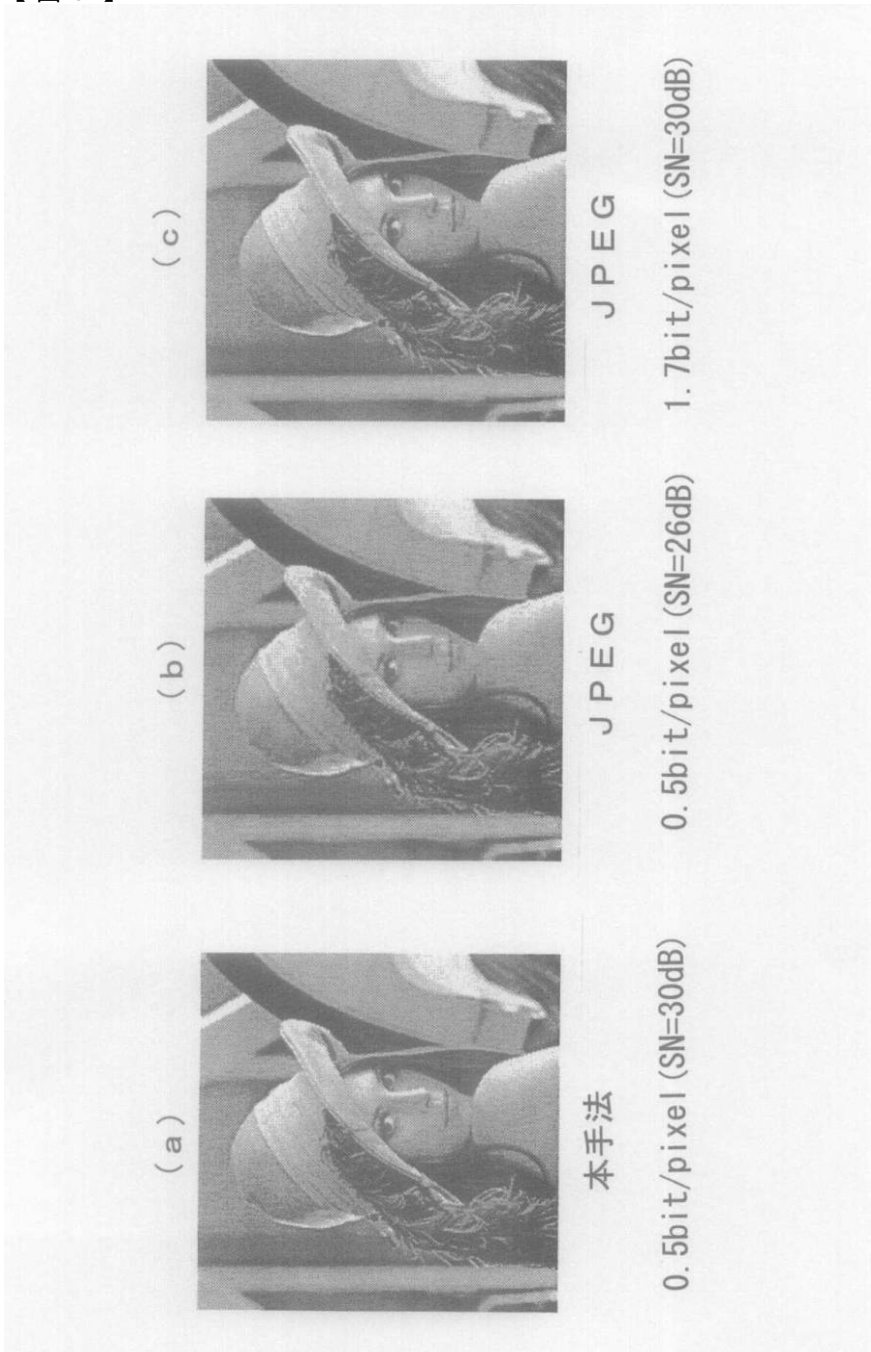 (a)
本手法
0.5bit/pixel(SN=30dB)
(b)
JPEG
0.5bit/pixel(SN=26dB)
(c)
JPEG
1.7bit/pixel(SN=30dB)